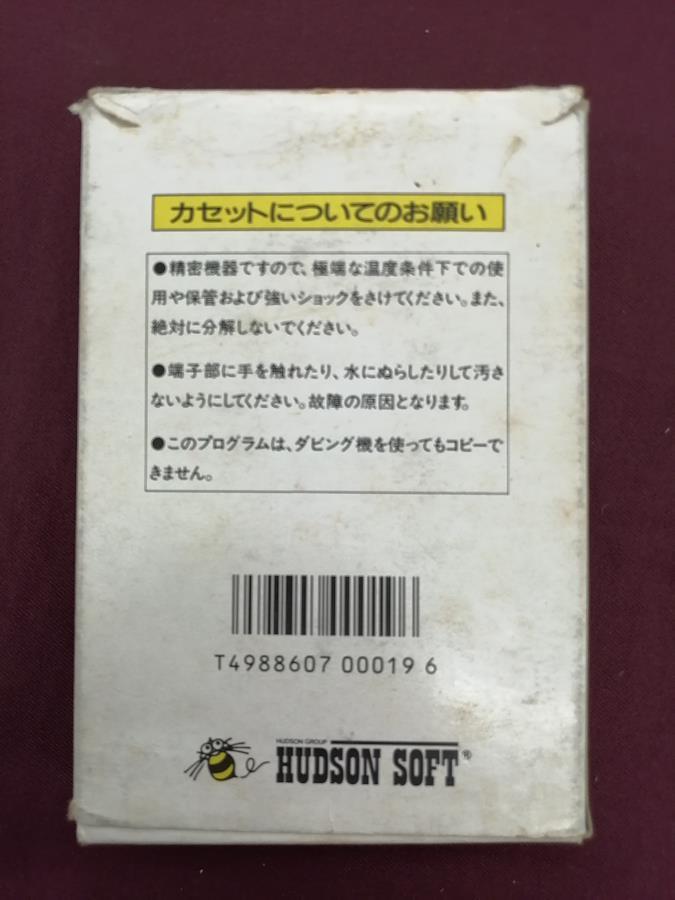 カセットについてのお願い
●精密機器ですので、極端な温度条件下での使
用や保管および強いショックをさけてください。また、
絶対に分解しないでください。
●端子部に手を触れたり、水にぬらしたりして汚さ
ないようにしてください。故障の原因となります。
●このプログラムは、ダビング機を使ってもコピーで
きません。
T4988607 00019 6
HUDSON GROUP
HUDSON SOFT®